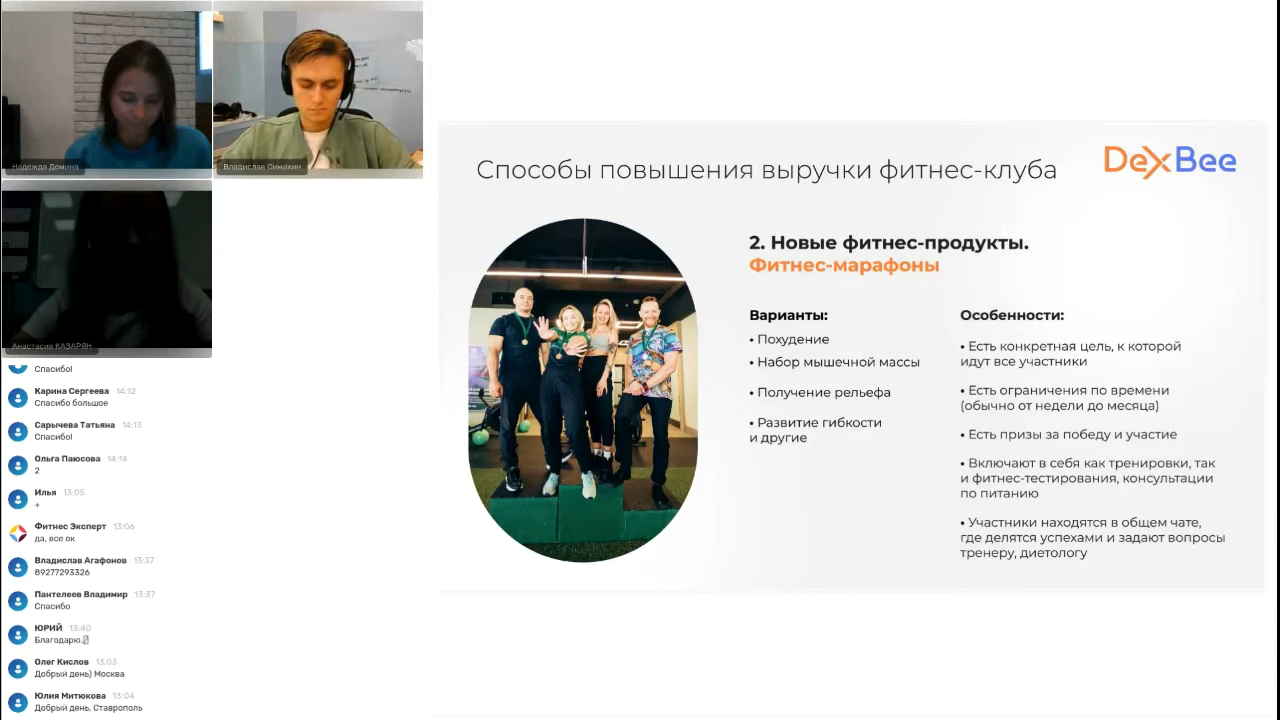 Надежда Демина
Владислав Симахин
Анастасия КАЗАРЯН
Спасибо!
Карина Сергеева 14:12
Спасибо большое
Сарычева Татьяна 14:13
Спасибо!
Ольга Паюсова 14:14
2
Илья 13:05
+
Фитнес Эксперт 13:06
да, все ок
Владислав Агафонов 13:37
89277293326
Пантелеев Владимир 13:37
Спасибо
ЮРИЙ 13:40
Благодарю.
Олег Кислов 13:03
Добрый день) Москва
Юлия Митюкова 13:04
Добрый день, Ставрополь
Способы повышения выручки фитнес-клуба
DexBee
2. Новые фитнес-продукты.
Фитнес-марафоны
Варианты:
• Похудение
• Набор мышечной массы
• Получение рельефа
• Развитие гибкости
и другие
Особенности:
• Есть конкретная цель, к которой
идут все участники
• Есть ограничения по времени
(обычно от недели до месяца)
• Есть призы за победу и участие
• Включают в себя как тренировки, так
и фитнес-тестирования, консультации
по питанию
• Участники находятся в общем чате,
где делятся успехами и задают вопросы
тренеру, диетологу